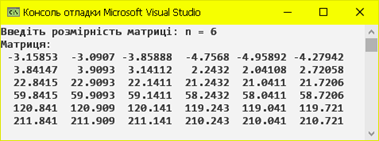 Консоль отладки Microsoft Visual Studio
Введіть розмірність матриці: n = 6
Матриця:
-3.15853 -3.0907 -3.85888 -4.7568 -4.95892 -4.27942
3.84147 3.9093 3.14112 2.2432 2.04108 2.72058
22.8415 22.9093 22.1411 21.2432 21.0411 21.7206
59.8415 59.9093 59.1411 58.2432 58.0411 58.7206
120.841 120.909 120.141 119.243 119.041 119.721
211.841 211.909 211.141 210.243 210.041 210.721